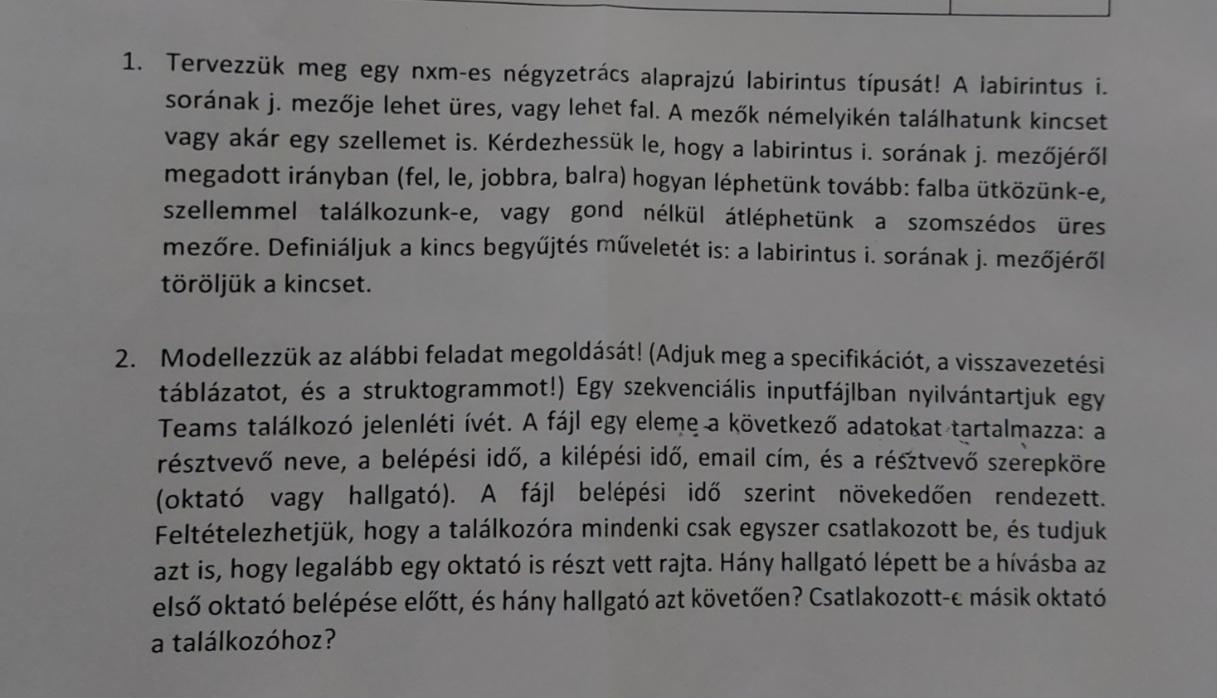 1. Tervezzük meg egy nxm-es négyzetrács alaprajzú labirintus típusát! A labirintus i.
sorának j. mezője lehet üres, vagy lehet fal. A mezők némelyikén találhatunk kincset
vagy akár egy szellemet is. Kérdezhessük le, hogy a labirintus i. sorának j. mezőjéről
megadott irányban (fel, le, jobbra, balra) hogyan léphetünk tovább: falba ütközünk-e,
szellemmel találkozunk-e, vagy gond nélkül átléphetünk a szomszédos üres
mezőre. Definiáljuk a kincs begyűjtés műveletét is: a labirintus i. sorának j. mezőjéről
töröljük a kincset.
2. Modellezzük az alábbi feladat megoldását! (Adjuk meg a specifikációt, a visszavezetési
táblázatot, és a struktogrammot!) Egy szekvenciális inputfájlban nyilvántartjuk egy
Teams találkozó jelenléti ívét. A fájl egy eleme a következő adatokat tartalmazza: a
résztvevő neve, a belépési idő, a kilépési idő, email cím, és a résztvevő szerepköre
(oktató vagy hallgató). A fájl belépési idő szerint növekedően rendezett.
Feltételezhetjük, hogy a találkozóra mindenki csak egyszer csatlakozott be, és tudjuk
azt is, hogy legalább egy oktató is részt vett rajta. Hány hallgató lépett be a hívásba az
első oktató belépése előtt, és hány hallgató azt követően? Csatlakozott-e másik oktató
a találkozóhoz?